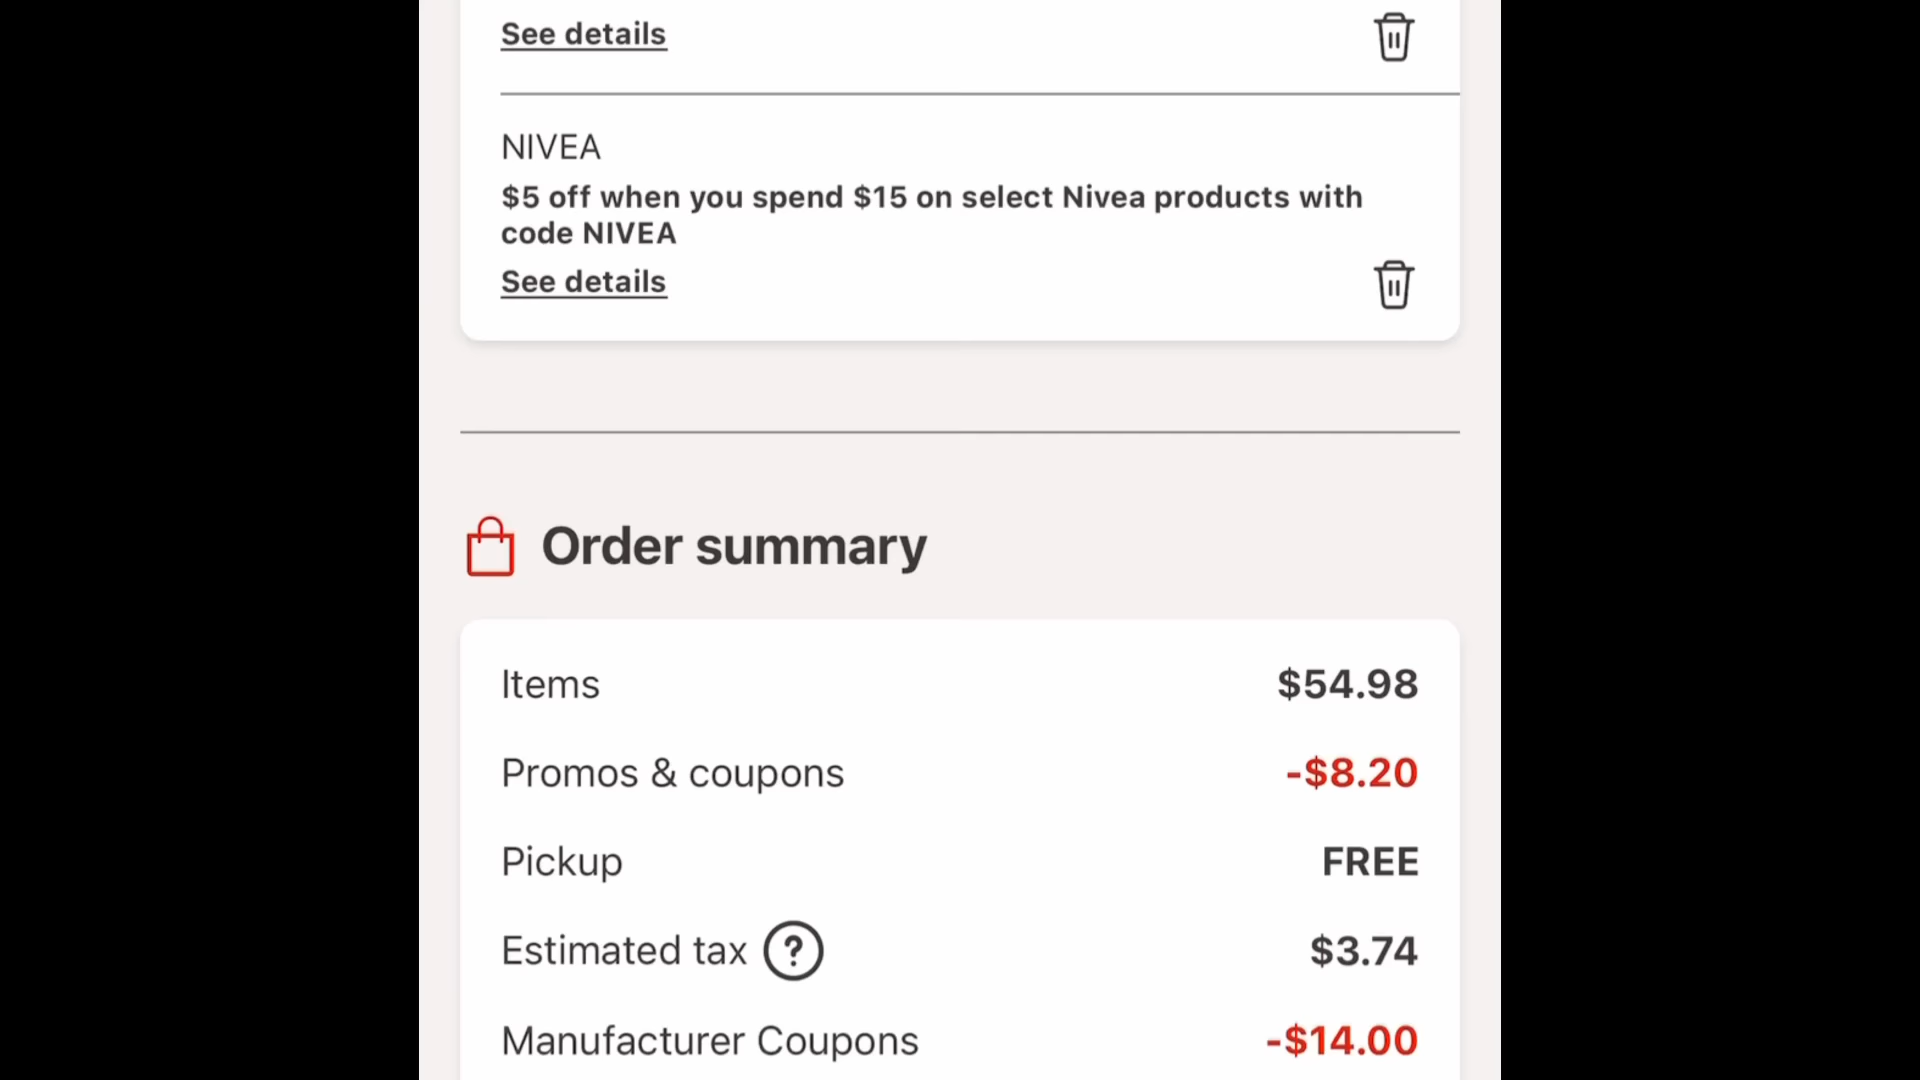 See details
NIVEA
$5 off when you spend $15 on select Nivea products with
code NIVEA
See details
Order summary
Items $54.98
Promos & coupons -$8.20
Pickup FREE
Estimated tax ? $3.74
Manufacturer Coupons -$14.00